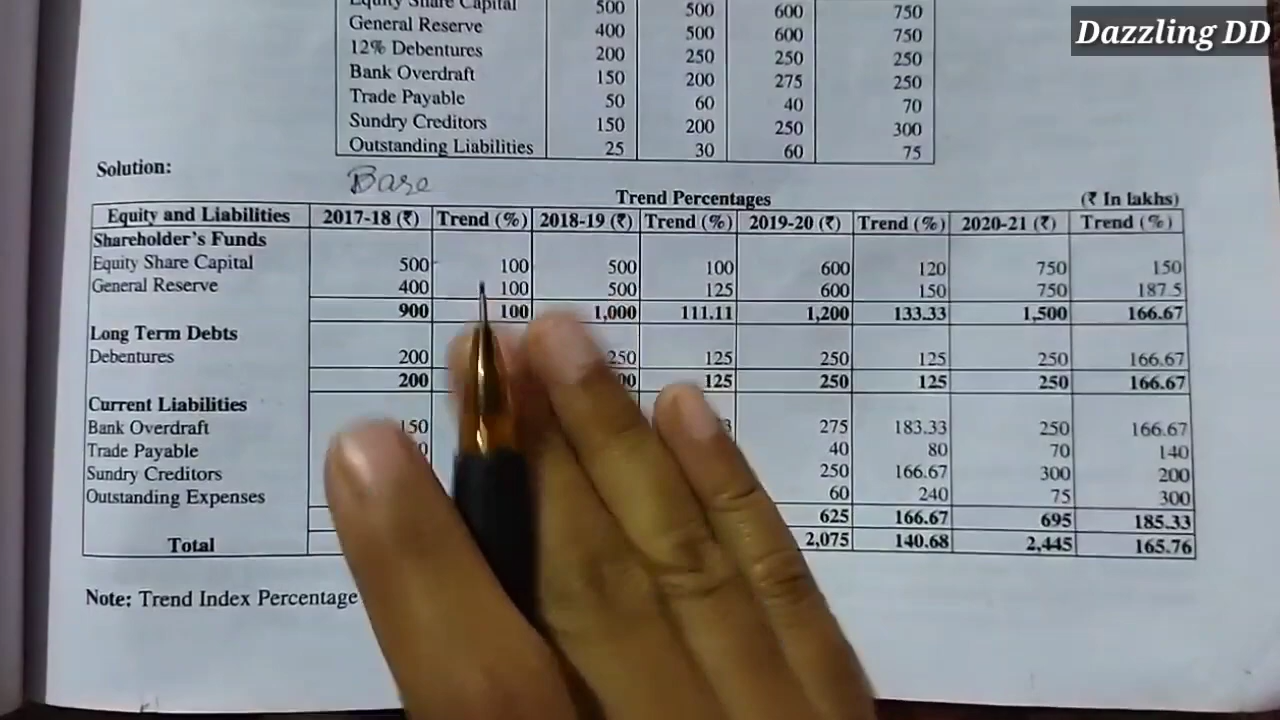 Dazzling DD
Equity Share Capital 500 500 600 750
General Reserve 400 500 600 750
12% Debentures 200 250 250 250
Bank Overdraft 150 200 275 250
Trade Payable 50 60 40 70
Sundry Creditors 150 200 250 300
Outstanding Liabilities 25 30 60 75
Solution:
Base
Trend Percentages (₹ In lakhs)
Equity and Liabilities 2017-18 (₹) Trend (%) 2018-19 (₹) Trend (%) 2019-20 (₹) Trend (%) 2020-21 (₹) Trend (%)
Shareholder's Funds
Equity Share Capital 500 100 500 100 600 120 750 150
General Reserve 400 100 500 125 600 150 750 187.5
900 100 1,000 111.11 1,200 133.33 1,500 166.67
Long Term Debts
Debentures 200 250 125 250 125 250 166.67
200 125 250 125 250 166.67
Current Liabilities
Bank Overdraft 150 275 183.33 250 166.67
Trade Payable 40 80 70 140
Sundry Creditors 250 166.67 300 200
Outstanding Expenses 60 240 75 300
625 166.67 695 185.33
Total 2,075 140.68 2,445 165.76
Note: Trend Index Percentage